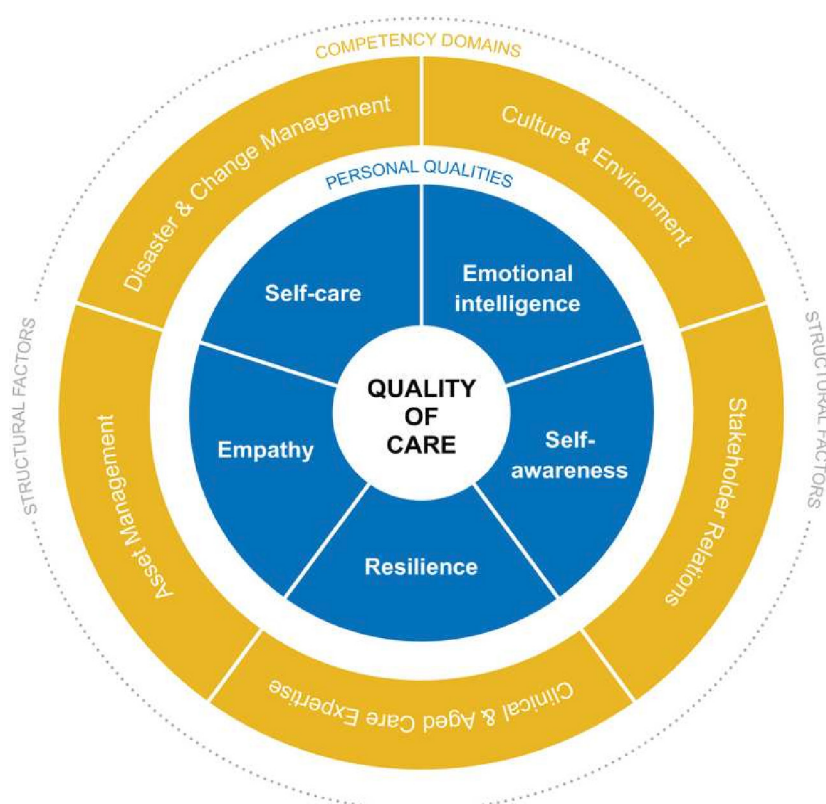 COMPETENCY DOMAINS
Disaster & Change Management
Culture & Environment
PERSONAL QUALITIES
Self-care
Emotional
intelligence
STRUCTURAL FACTORS
STRUCTURAL FACTORS
QUALITY
OF
CARE
Empathy
Self-
awareness
Asset Management
Stakeholder Relations
Resilience
Clinical & Aged Care Expertise